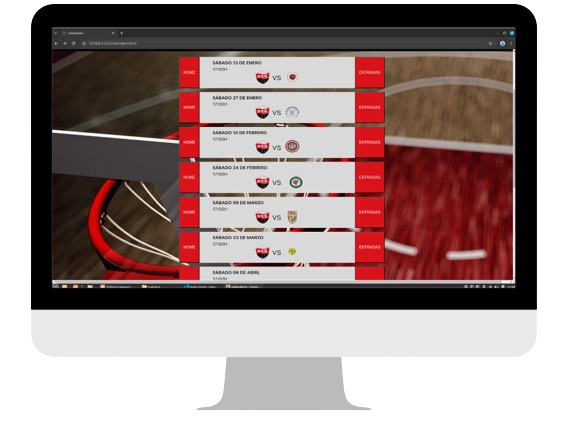 SÁBADO 13 DE ENERO
17:00H
HOME
VS
ENTRADAS
SÁBADO 27 DE ENERO
17:00H
HOME
VS
ENTRADAS
SÁBADO 10 DE FEBRERO
17:00H
HOME
VS
ENTRADAS
SÁBADO 24 DE FEBRERO
17:00H
HOME
VS
ENTRADAS
SÁBADO 09 DE MARZO
17:00H
HOME
VS
ENTRADAS
SÁBADO 23 DE MARZO
17:00H
HOME
VS
ENTRADAS
SÁBADO 06 DE ABRIL
17:00H